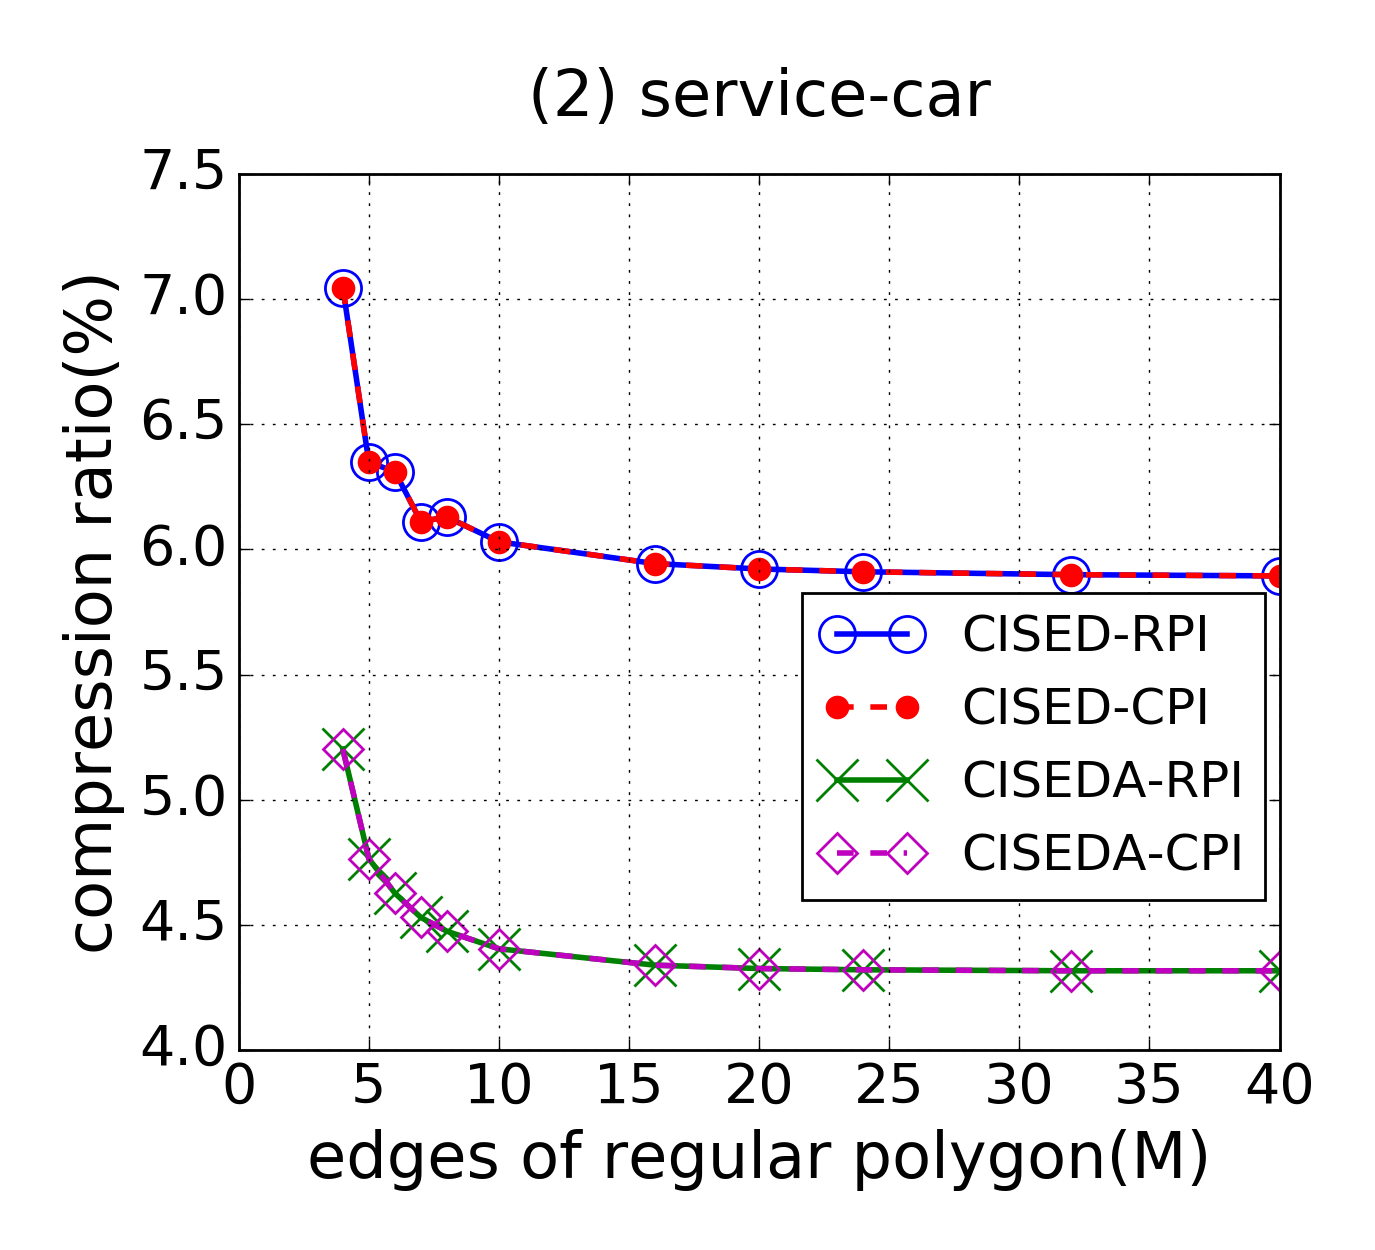 (2) service-car
compression ratio(%)
7.5
7.0
6.5
6.0
5.5
5.0
4.5
4.0
CISED-RPI
CISED-CPI
CISEDA-RPI
CISEDA-CPI
0 5 10 15 20 25 30 35 40
edges of regular polygon(M)